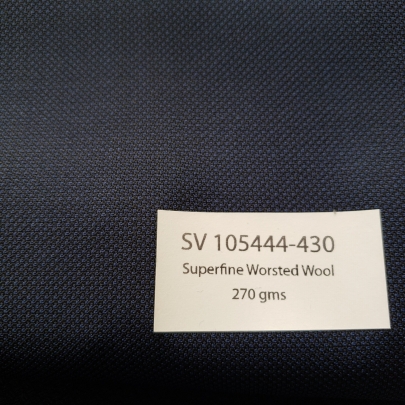 SV 105444-430
Superfine Worsted Wool
270 gms